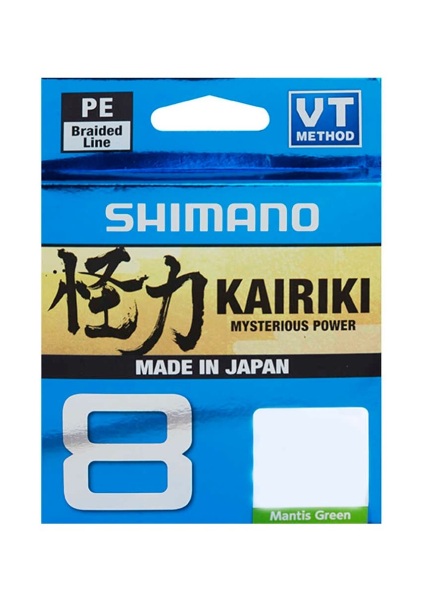 PE
Braided
Line
VT
METHOD
SHIMANO
怪力 KAIRIKI
MYSTERIOUS POWER
MADE IN JAPAN
8
Mantis Green